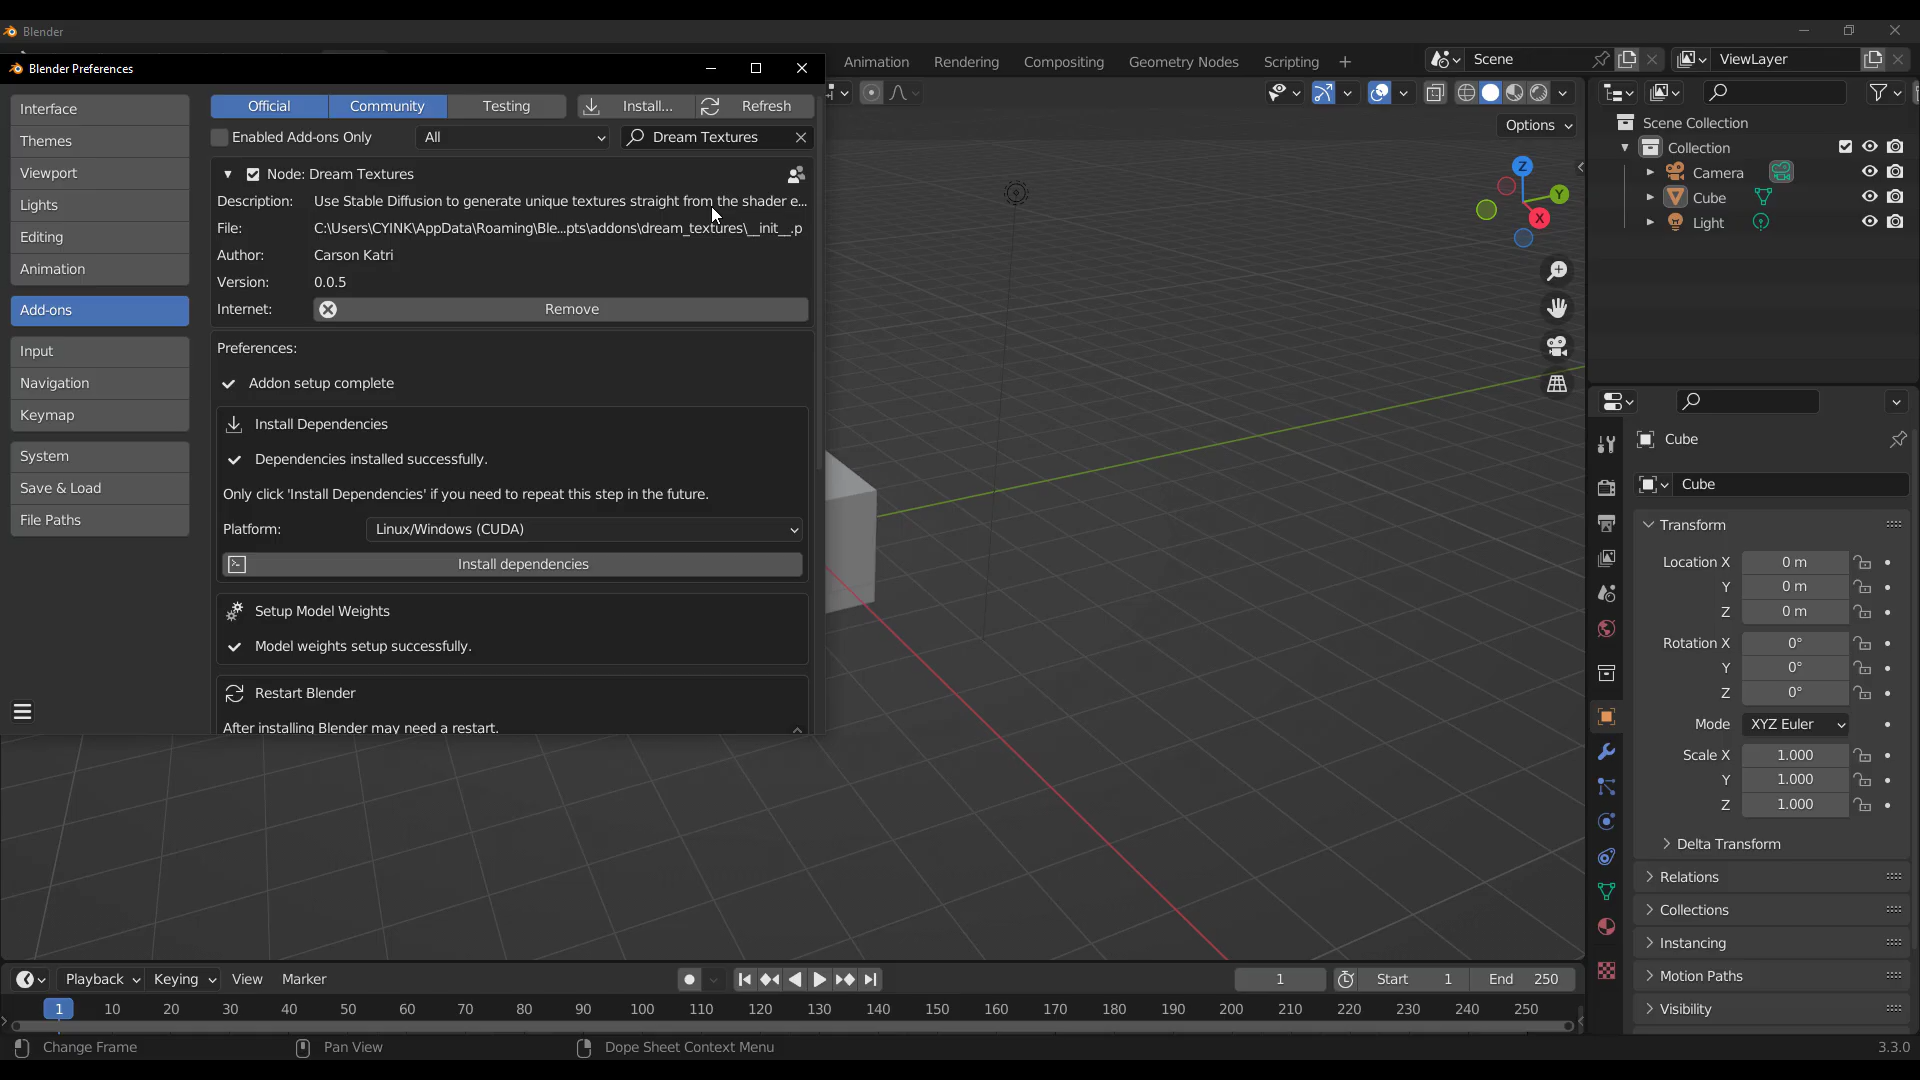 Blender
Blender Preferences
Animation Rendering Compositing Geometry Nodes Scripting +
Scene
ViewLayer
Interface
Themes
Viewport
Lights
Editing
Animation
Add-ons
Input
Navigation
Keymap
System
Save & Load
File Paths
Official Community Testing Install... Refresh
Enabled Add-ons Only All Dream Textures
Node: Dream Textures
Description: Use Stable Diffusion to generate unique textures straight from the shader e...
File: C:\Users\CYINK\AppData\Roaming\Ble...pts\addons\dream_textures\__init__.p
Author: Carson Katri
Version: 0.0.5
Internet: Remove
Preferences:
Addon setup complete
Install Dependencies
Dependencies installed successfully.
Only click 'Install Dependencies' if you need to repeat this step in the future.
Platform: Linux/Windows (CUDA)
Install dependencies
Setup Model Weights
Model weights setup successfully.
Restart Blender
After installing Blender may need a restart.
Options
Z
Y
X
Scene Collection
Collection
Camera
Cube
Light
Cube
Cube
Transform
Location X 0 m
Y 0 m
Z 0 m
Rotation X 0°
Y 0°
Z 0°
Mode XYZ Euler
Scale X 1.000
Y 1.000
Z 1.000
Delta Transform
Relations
Collections
Instancing
Motion Paths
Visibility
Playback Keying View Marker
1 Start 1 End 250
1 10 20 30 40 50 60 70 80 90 100 110 120 130 140 150 160 170 180 190 200 210 220 230 240 250
Change Frame Pan View Dope Sheet Context Menu 3.3.0